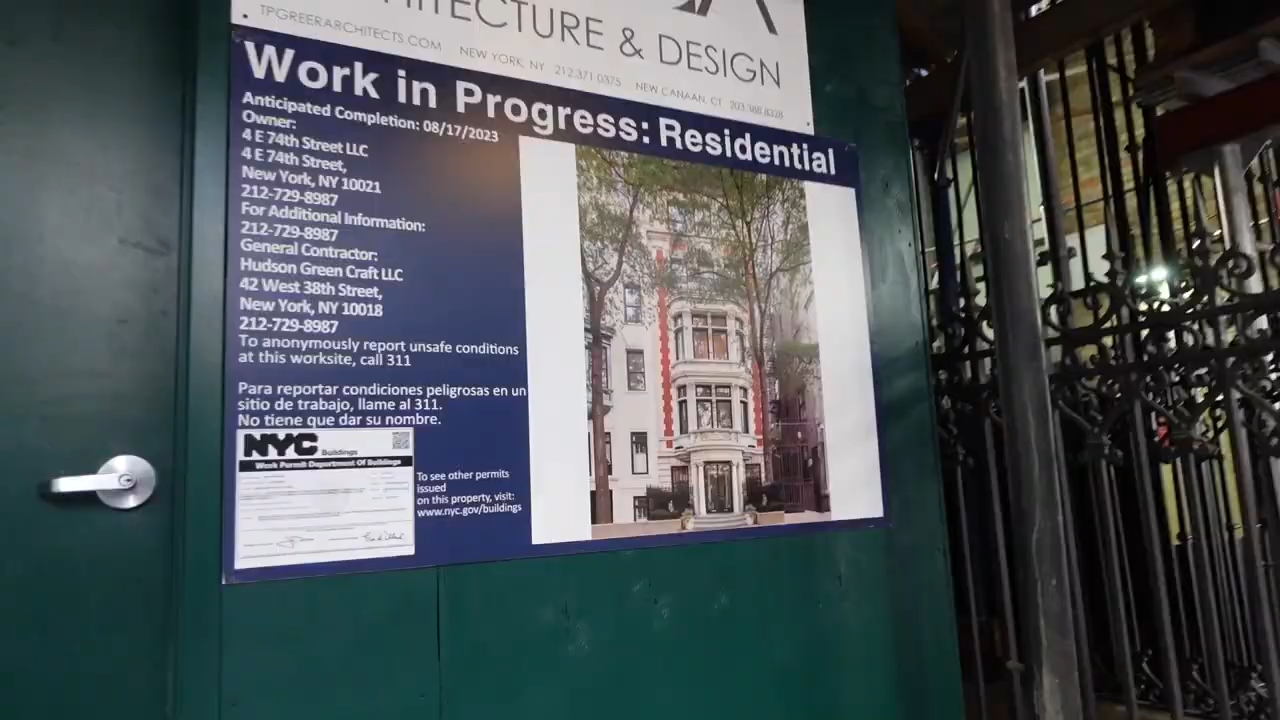 HITECTURE & DESIGN
TPGREERARCHITECTS.COM NEW YORK, NY 212.371.0375 NEW CANAAN, CT 203.188.8328
Work in Progress: Residential
Anticipated Completion: 08/17/2023
Owner:
4 E 74th Street LLC
4 E 74th Street,
New York, NY 10021
212-729-8987
For Additional Information:
212-729-8987
General Contractor:
Hudson Green Craft LLC
42 West 38th Street,
New York, NY 10018
212-729-8987
To anonymously report unsafe conditions
at this worksite, call 311
Para reportar condiciones peligrosas en un
sitio de trabajo, llame al 311.
No tiene que dar su nombre.
NYC Buildings
Work Permit Department Of Buildings
To see other permits
issued
on this property, visit:
www.nyc.gov/buildings